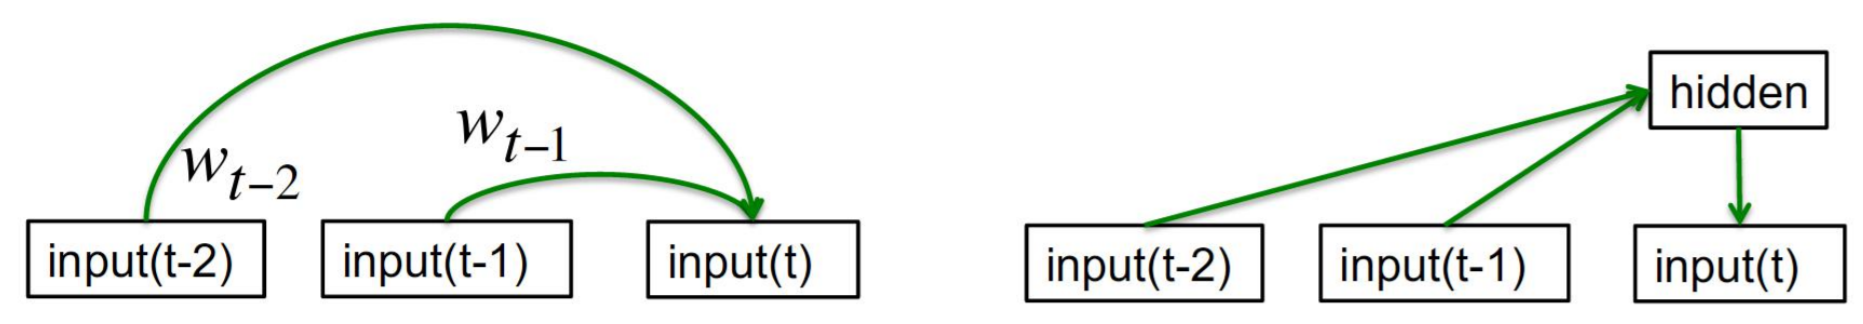 w_{t-2}
w_{t-1}
input(t-2) input(t-1) input(t)
hidden
input(t-2) input(t-1) input(t)